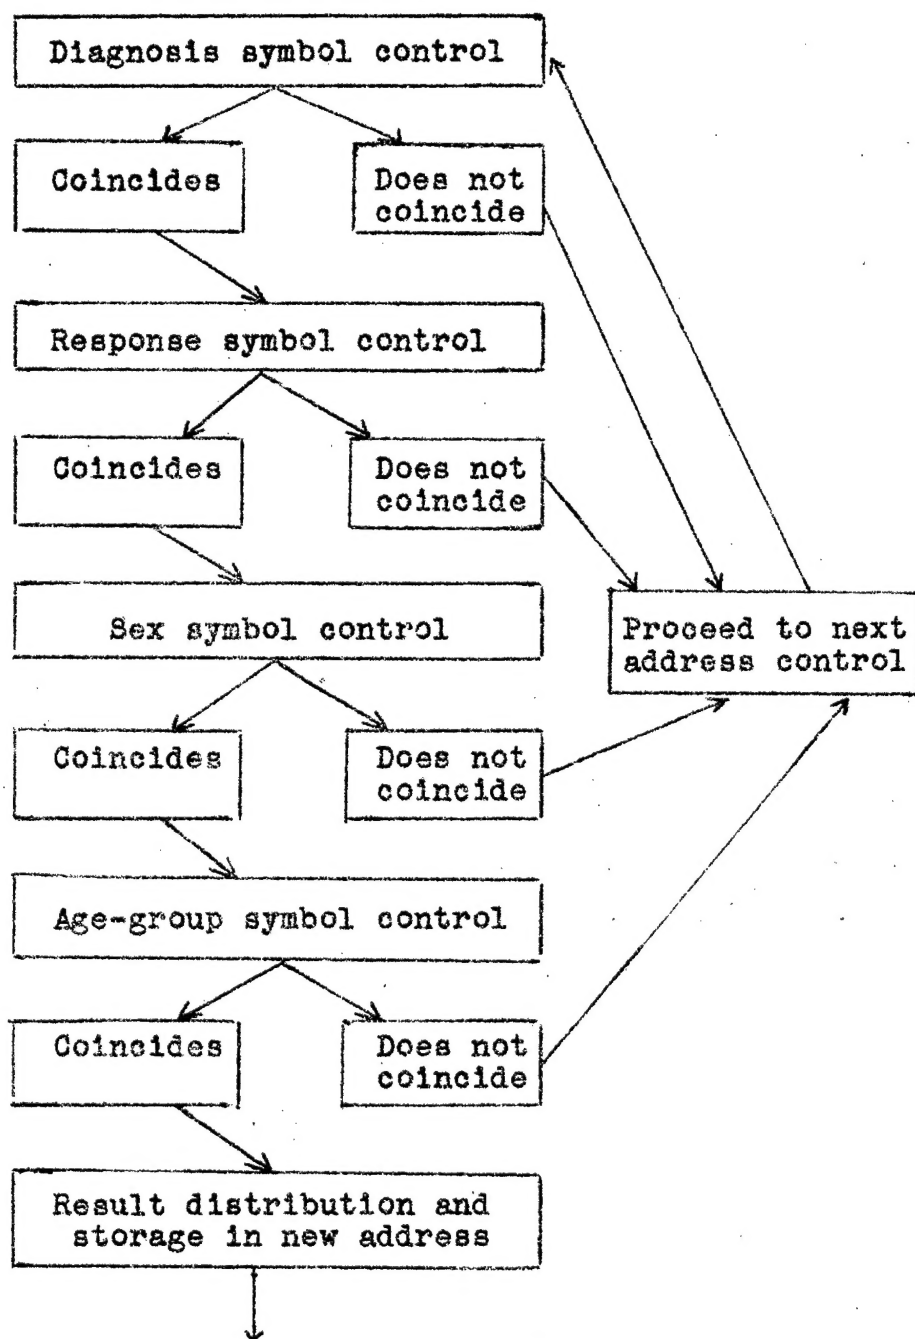 Diagnosis symbol control
Coincides
Does not
coincide
Response symbol control
Coincides
Does not
coincide
Sex symbol control
Proceed to next
address control
Coincides
Does not
coincide
Age-group symbol control
Coincides
Does not
coincide
Result distribution and
storage in new address